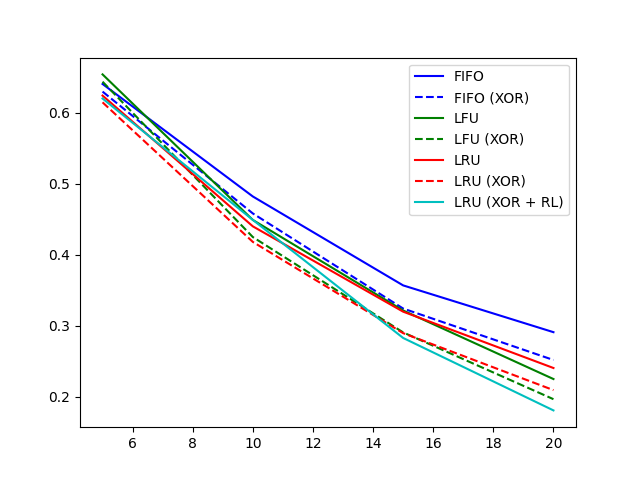 FIFO
FIFO (XOR)
LFU
LFU (XOR)
LRU
LRU (XOR)
LRU (XOR + RL)
0.6
0.5
0.4
0.3
0.2
6 8 10 12 14 16 18 20